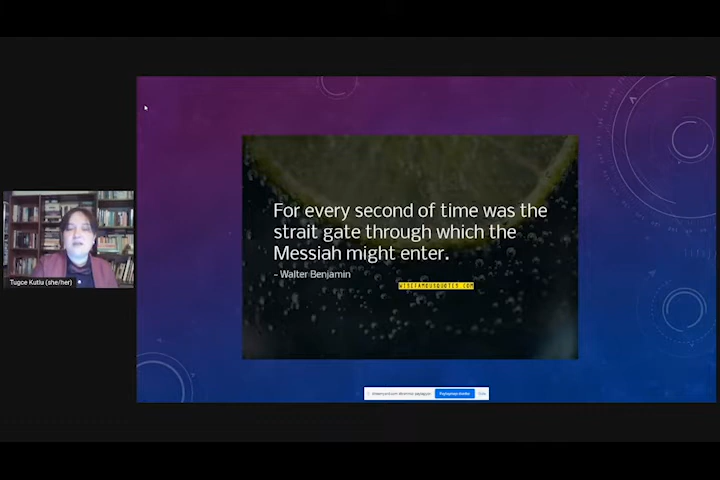 For every second of time was the
strait gate through which the
Messiah might enter.
- Walter Benjamin
VISITFAMOUSQUOTES.COM
Tugce Kutlu (she/her)